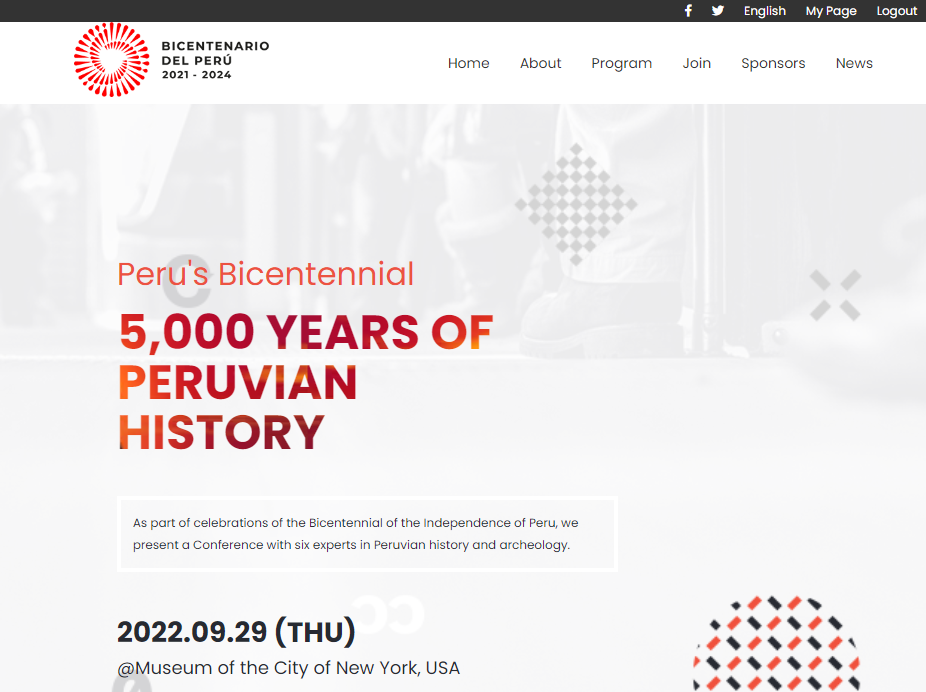 English My Page Logout
BICENTENARIO
DEL PERÚ
2021 - 2024
Home About Program Join Sponsors News
Peru's Bicentennial
5,000 YEARS OF
PERUVIAN
HISTORY
As part of celebrations of the Bicentennial of the Independence of Peru, we
present a Conference with six experts in Peruvian history and archeology.
2022.09.29 (THU)
@Museum of the City of New York, USA